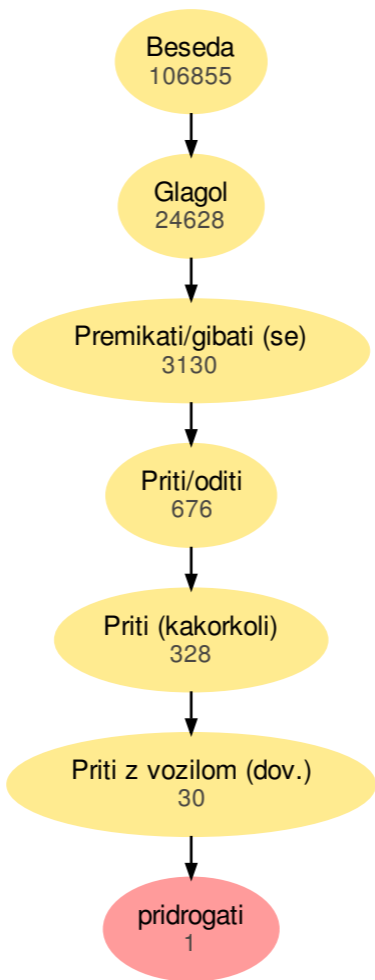 Beseda
106855
Glagol
24628
Premikati/gibati (se)
3130
Priti/oditi
676
Priti (kakorkoli)
328
Priti z vozilom (dov.)
30
pridrogati
1